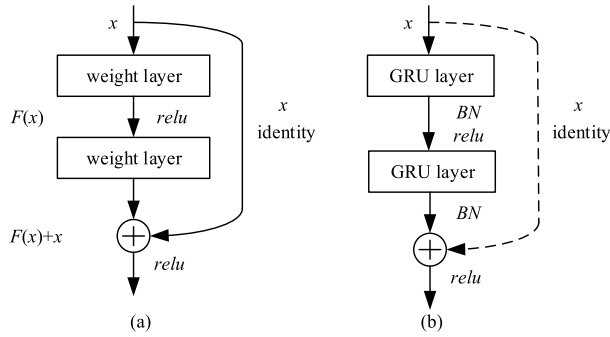 x
weight layer
F(x)
relu
x
identity
weight layer
F(x)+x
relu
(a)
x
GRU layer
BN
relu
x
identity
GRU layer
BN
relu
(b)